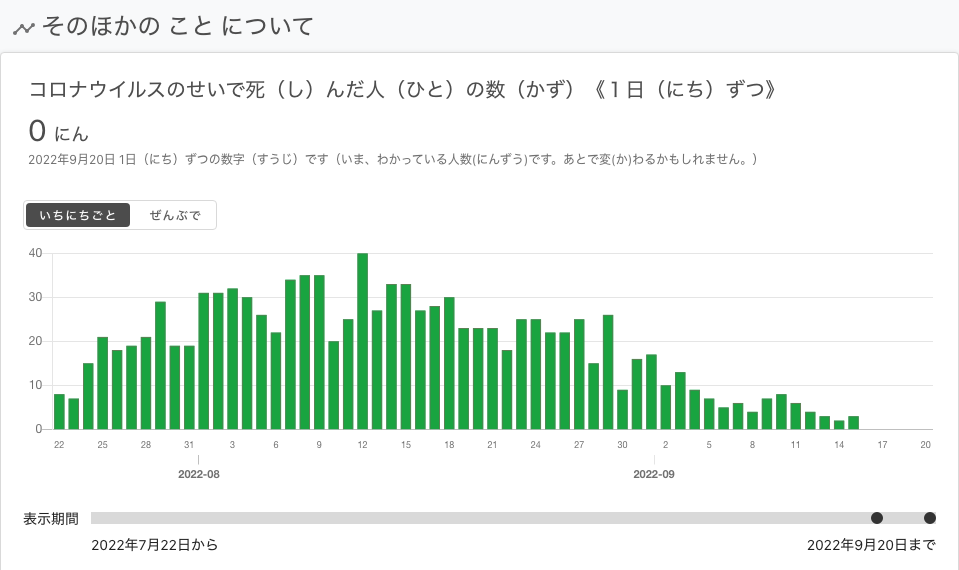 そのほかの こと について
コロナウイルスのせいで死（し）んだ人（ひと）の数（かず）《１日（にち）ずつ》
0 にん
2022年9月20日 1日（にち）ずつの数字（すうじ）です（いま、わかっている人数(にんずう)です。あとで変(か)わるかもしれません。）
いちにちごと ぜんぶで
40
30
20
10
0
22 25 28 31 3 6 9 12 15 18 21 24 27 30 2 5 8 11 14 17 20
2022-08 2022-09
表示期間
2022年7月22日から 2022年9月20日まで